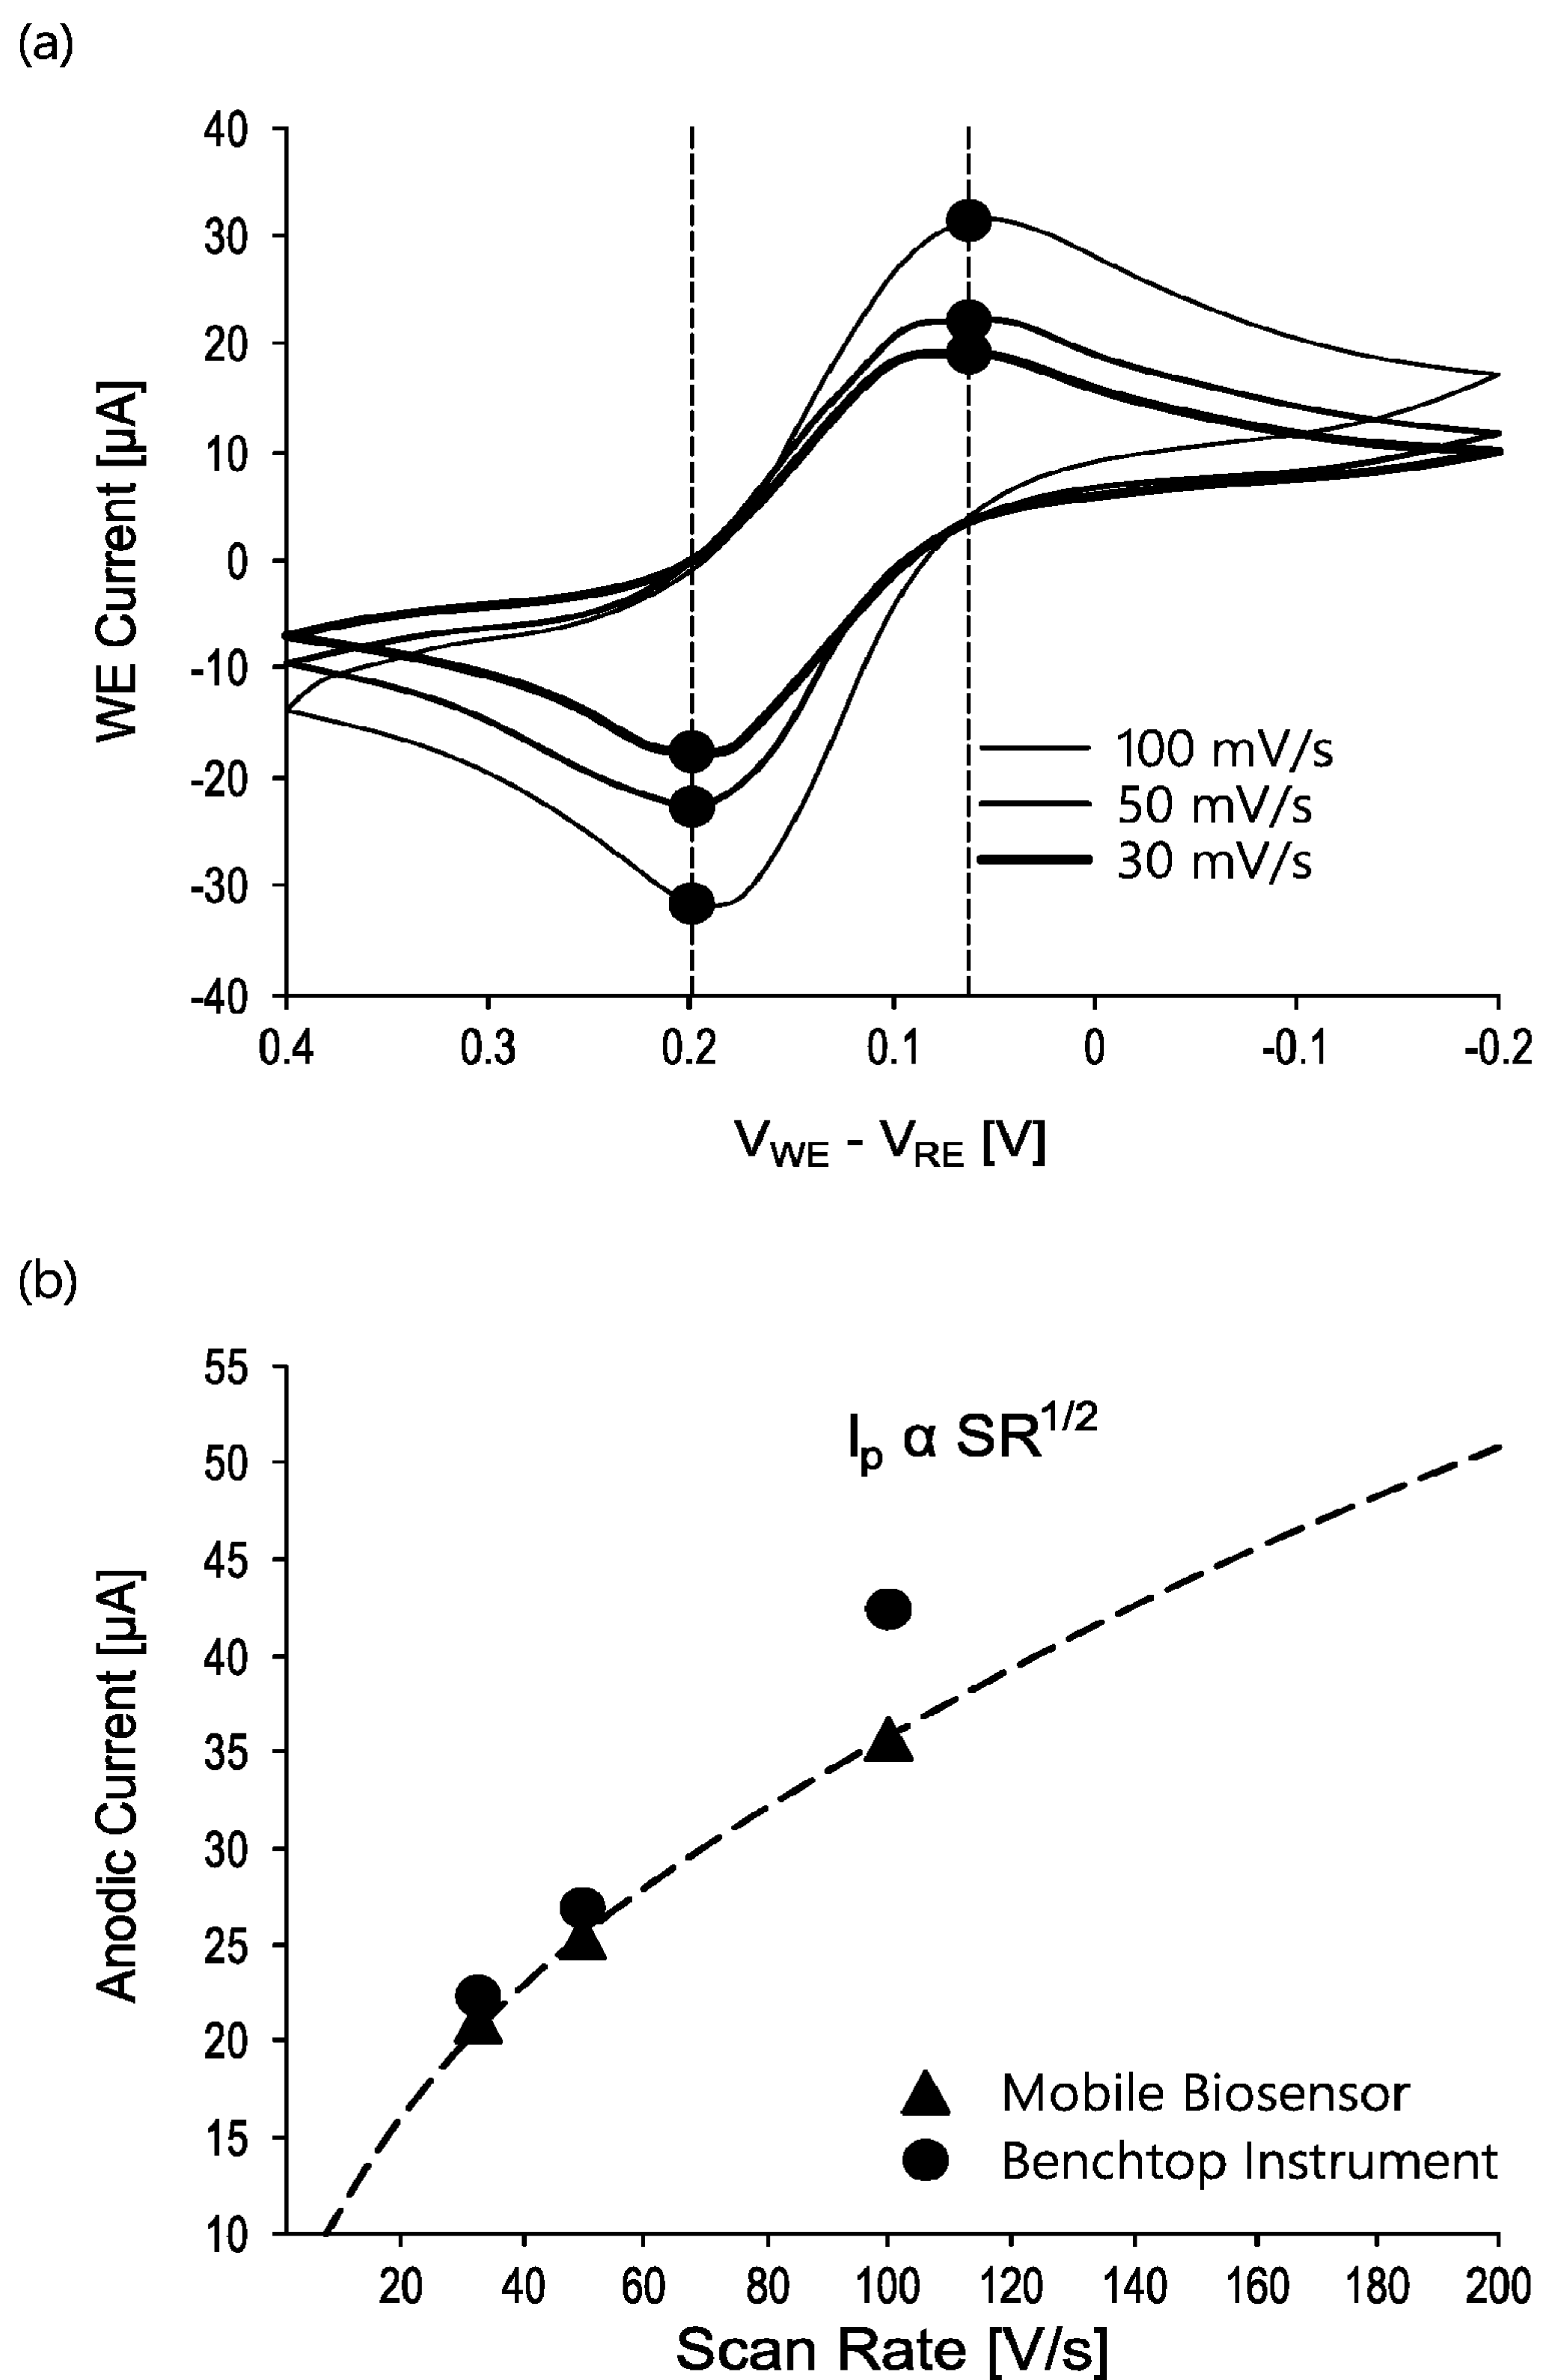 (a)
40
30
20
10
0
-10
-20
-30
-40
WE Current [µA]
100 mV/s
50 mV/s
30 mV/s
0.4 0.3 0.2 0.1 0 -0.1 -0.2
VWE - VRE [V]
(b)
55
50
45
40
35
30
25
20
15
10
Anodic Current [µA]
Ip α SR1/2
Mobile Biosensor
Benchtop Instrument
20 40 60 80 100 120 140 160 180 200
Scan Rate [V/s]